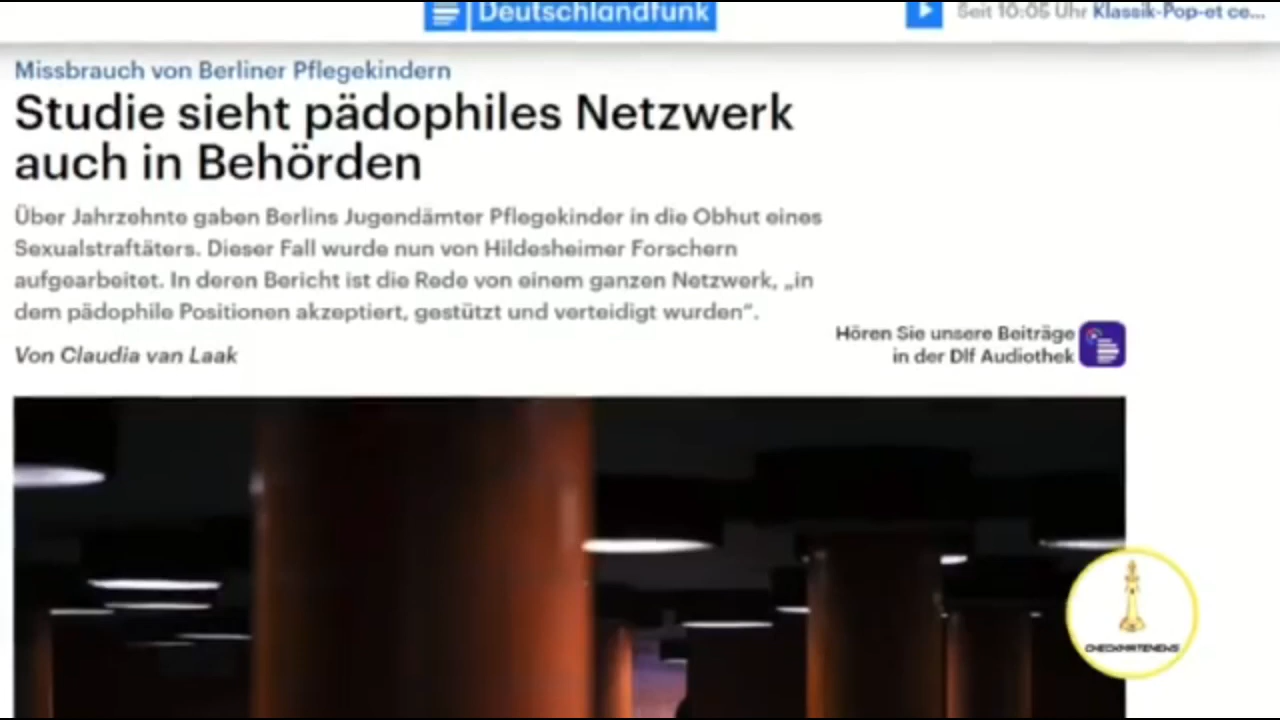 Deutschlandfunk
Seit 10:05 Uhr Klassik-Pop-et ce...
Missbrauch von Berliner Pflegekindern
Studie sieht pädophiles Netzwerk
auch in Behörden
Über Jahrzehnte gaben Berlins Jugendämter Pflegekinder in die Obhut eines
Sexualstraftäters. Dieser Fall wurde nun von Hildesheimer Forschern
aufgearbeitet. In deren Bericht ist die Rede von einem ganzen Netzwerk, „in
dem pädophile Positionen akzeptiert, gestützt und verteidigt wurden“.
Hören Sie unsere Beiträge
in der Dlf Audiothek
Von Claudia van Laak
CHECKMATENEWS